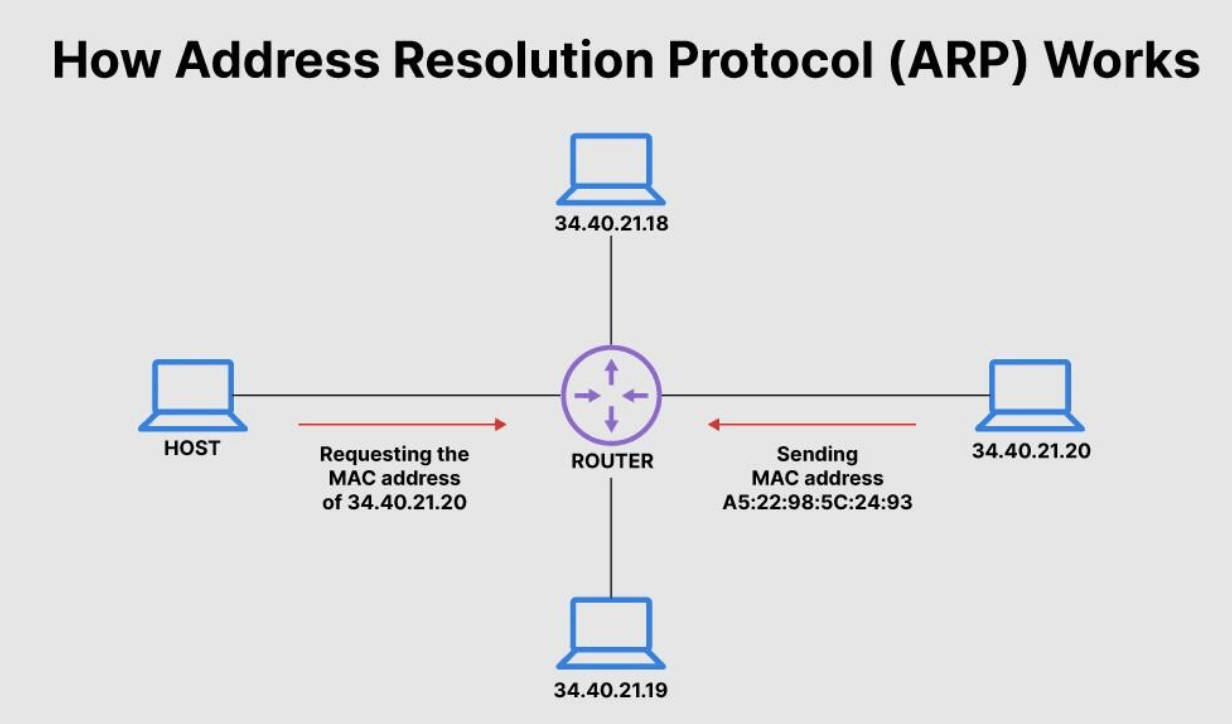 How Address Resolution Protocol (ARP) Works
34.40.21.18
HOST
Requesting the
MAC address
of 34.40.21.20
ROUTER
Sending
MAC address
A5:22:98:5C:24:93
34.40.21.20
34.40.21.19